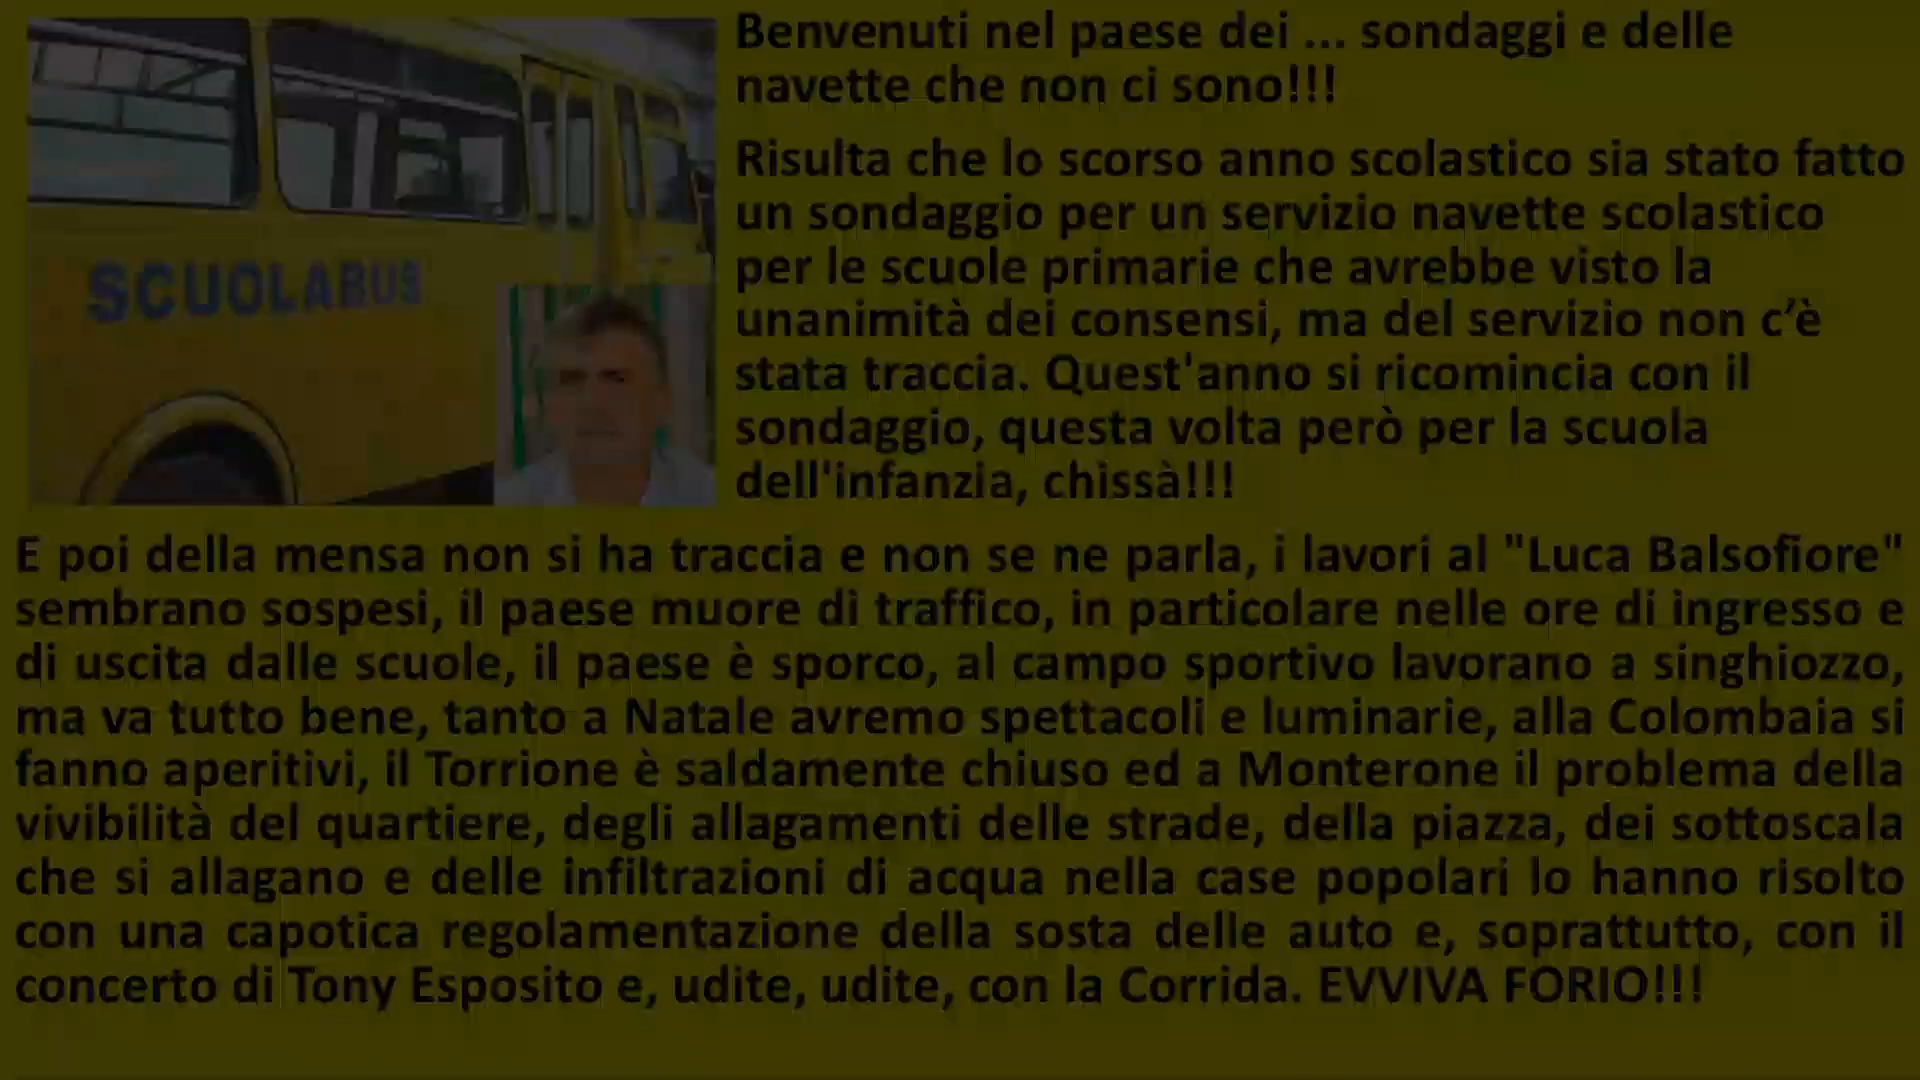 Benvenuti nel paese dei ... sondaggi e delle
navette che non ci sono!!!
Risulta che lo scorso anno scolastico sia stato fatto
un sondaggio per un servizio navette scolastico
per le scuole primarie che avrebbe visto la
unanimità dei consensi, ma del servizio non c’è
stata traccia. Quest'anno si ricomincia con il
sondaggio, questa volta però per la scuola
dell'infanzia, chissà!!!
SCUOLABUS
E poi della mensa non si ha traccia e non se ne parla, i lavori al "Luca Balsofiore"
sembrano sospesi, il paese muore di traffico, in particolare nelle ore di ingresso e
di uscita dalle scuole, il paese è sporco, al campo sportivo lavorano a singhiozzo,
ma va tutto bene, tanto a Natale avremo spettacoli e luminarie, alla Colombaia si
fanno aperitivi, il Torrione è saldamente chiuso ed a Monterone il problema della
vivibilità del quartiere, degli allagamenti delle strade, della piazza, dei sottoscala
che si allagano e delle infiltrazioni di acqua nella case popolari lo hanno risolto
con una capotica regolamentazione della sosta delle auto e, soprattutto, con il
concerto di Tony Esposito e, udite, udite, con la Corrida. EVVIVA FORIO!!!